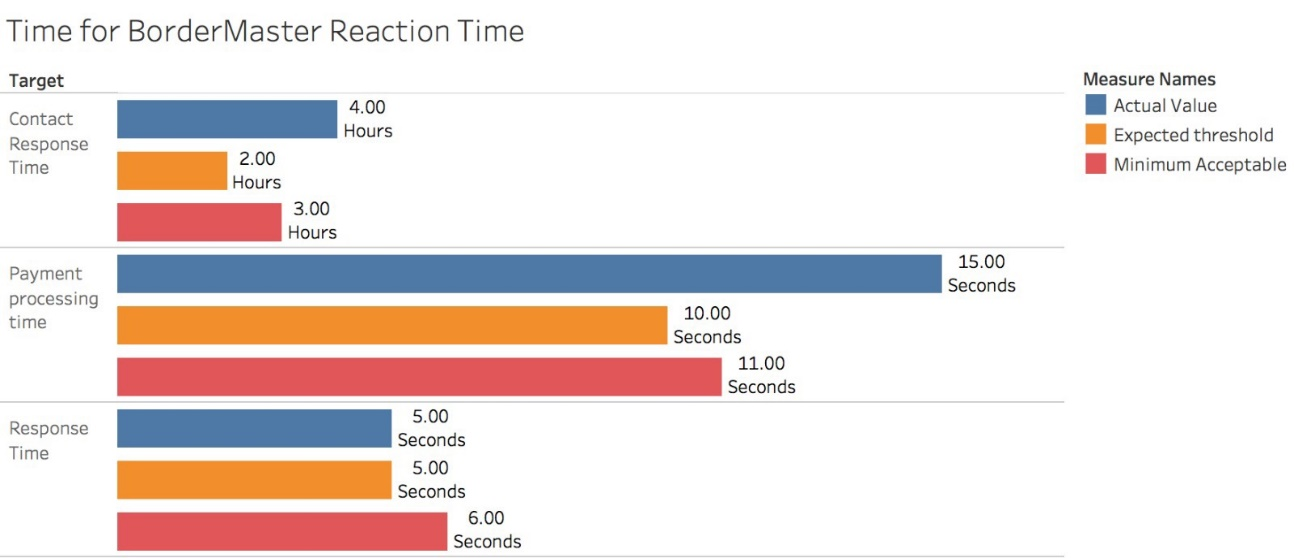 Time for BorderMaster Reaction Time
Target
Measure Names
Actual Value
Expected threshold
Minimum Acceptable
Contact
Response
Time
4.00
Hours
2.00
Hours
3.00
Hours
Payment
processing
time
15.00
Seconds
10.00
Seconds
11.00
Seconds
Response
Time
5.00
Seconds
5.00
Seconds
6.00
Seconds